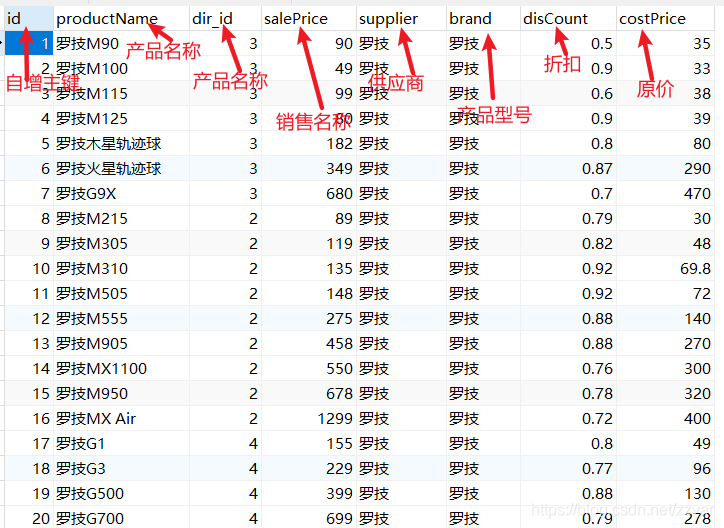 id productName dir_id salePrice supplier brand disCount costPrice
1 罗技M90 3 90 罗技 罗技 0.5 35
产品名称
2 罗技M100 3 49 罗技 罗技 0.9 33
自增主键 产品名称 供应商 折扣 原价
3 罗技M115 3 99 罗技 罗技 0.6 38
销售名称 产品型号
4 罗技M125 3 80 罗技 罗技 0.9 39
5 罗技木星轨迹球 3 182 罗技 罗技 0.8 80
6 罗技火星轨迹球 3 349 罗技 罗技 0.87 290
7 罗技G9X 3 680 罗技 罗技 0.7 470
8 罗技M215 2 89 罗技 罗技 0.79 30
9 罗技M305 2 119 罗技 罗技 0.82 48
10 罗技M310 2 135 罗技 罗技 0.92 69.8
11 罗技M505 2 148 罗技 罗技 0.92 72
12 罗技M555 2 275 罗技 罗技 0.88 140
13 罗技M905 2 458 罗技 罗技 0.88 270
14 罗技MX1100 2 550 罗技 罗技 0.76 300
15 罗技M950 2 678 罗技 罗技 0.78 320
16 罗技MX Air 2 1299 罗技 罗技 0.72 400
17 罗技G1 4 155 罗技 罗技 0.8 49
18 罗技G3 4 229 罗技 罗技 0.77 96
19 罗技G500 4 399 罗技 罗技 0.88 130
20 罗技G700 4 699 罗技 罗技 0.79 278